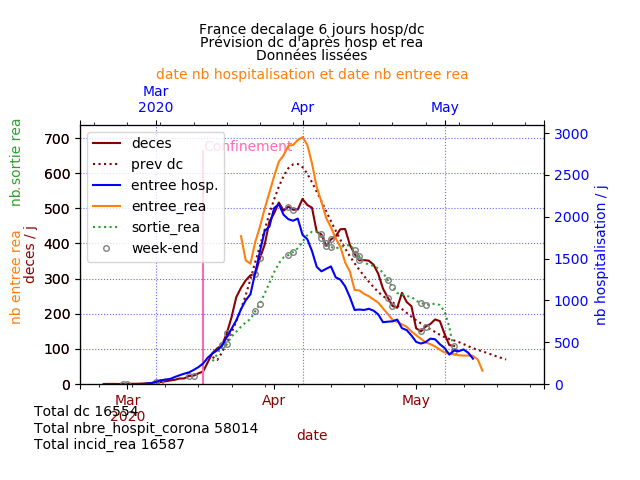 France decalage 6 jours hosp/dc
Prévision dc d'après hosp et rea
Données lissées
date nb hospitalisation et date nb entree rea
Mar
2020
Apr
May
Confinement
deces
prev dc
entree hosp.
entree_rea
sortie_rea
week-end
700
600
500
400
300
200
100
0
3000
2500
2000
1500
1000
500
0
nb.sortie rea
nb entree rea
deces / j
nb hospitalisation / j
Mar
2020
Apr
May
date
Total dc 16554
Total nbre_hospit_corona 58014
Total incid_rea 16587